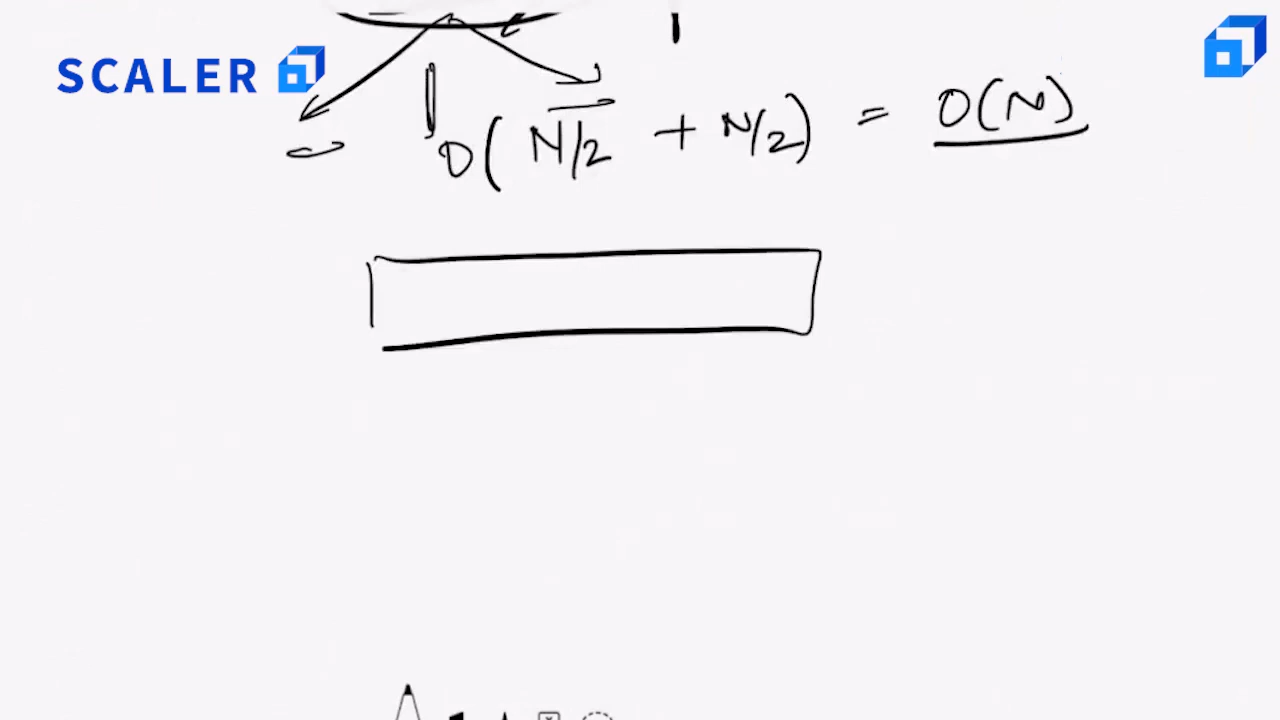 SCALER
O( N/2 + N/2) = O(N)